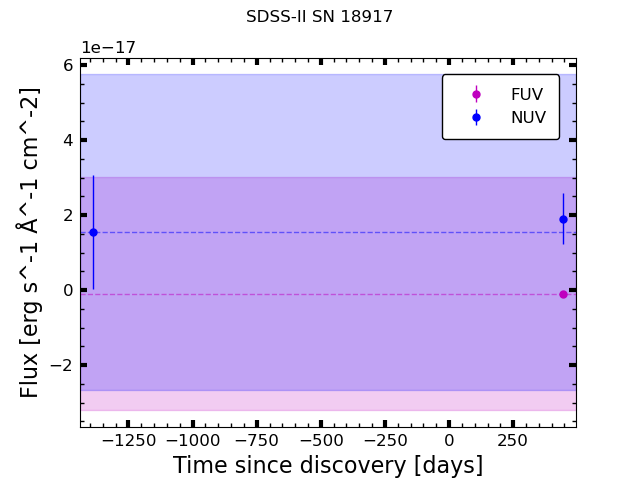 SDSS-II SN 18917
1e−17
6
4
2
0
−2
Flux [erg s^-1 Å^-1 cm^-2]
FUV
NUV
−1250 −1000 −750 −500 −250 0 250
Time since discovery [days]